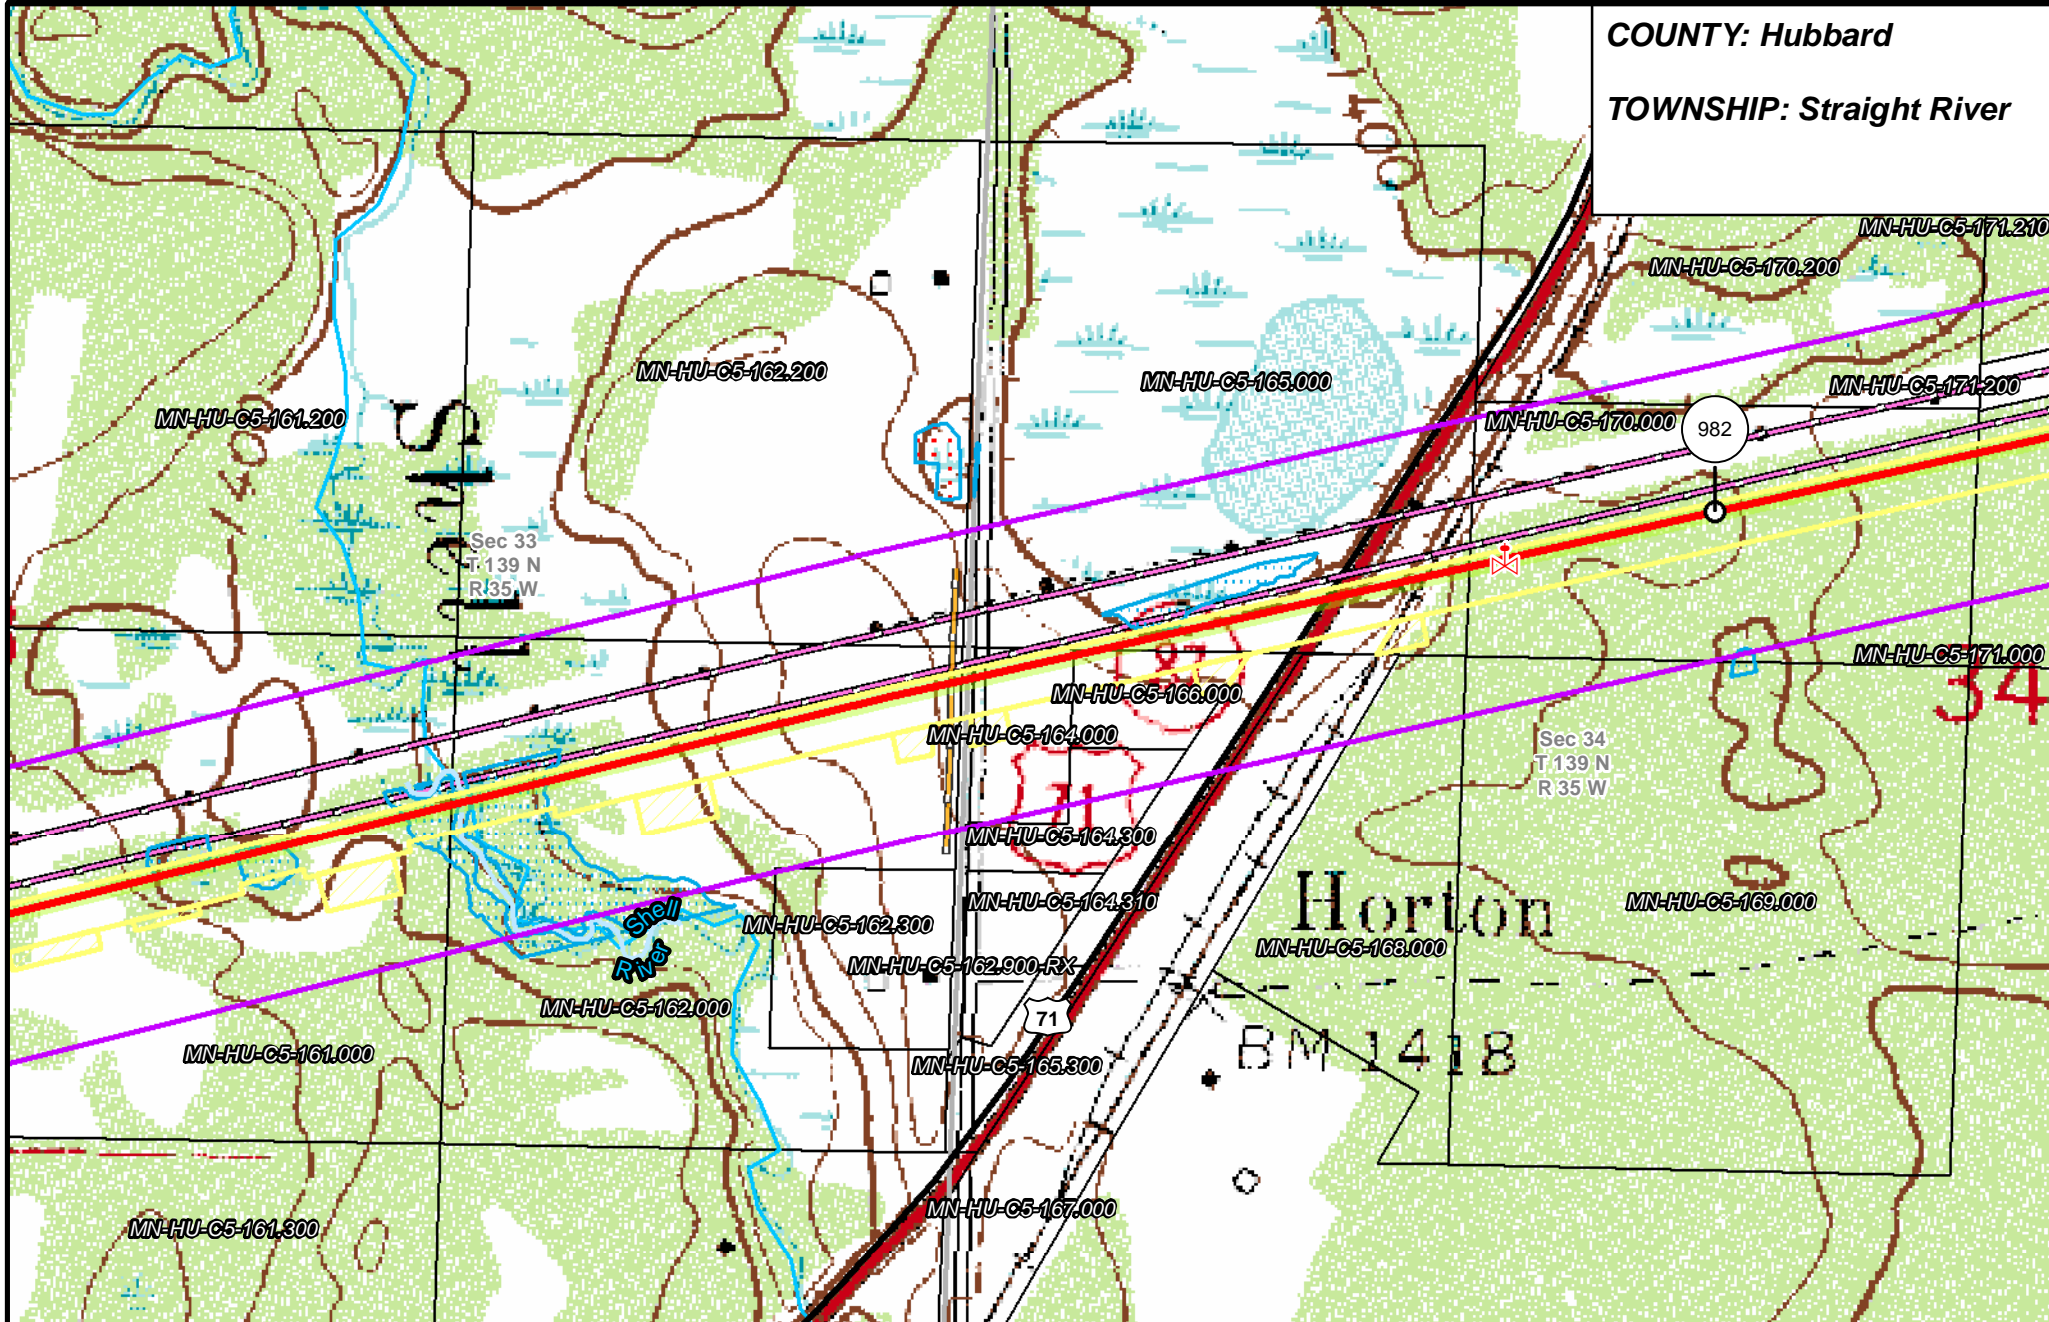 COUNTY: Hubbard
TOWNSHIP: Straight River
1400
MN-HU-C5-171.210
MN-HU-C5-170.200
MN-HU-C5-162.200
MN-HU-C5-165.000
MN-HU-C5-171.200
MN-HU-C5-161.200
MN-HU-C5-170.000
982
1400
Sec 33
T 139 N
R 35 W
87
MN-HU-C5-171.000
34
MN-HU-C5-166.000
MN-HU-C5-164.000
Sec 34
T 139 N
R 35 W
71
MN-HU-C5-164.300
Shell
River
MN-HU-C5-162.300
MN-HU-C5-164.310
Horton
MN-HU-C5-169.000
MN-HU-C5-168.000
MN-HU-C5-162.900-RX
MN-HU-C5-162.000
71
BM 1418
MN-HU-C5-161.000
MN-HU-C5-165.300
MN-HU-C5-167.000
MN-HU-C5-161.300